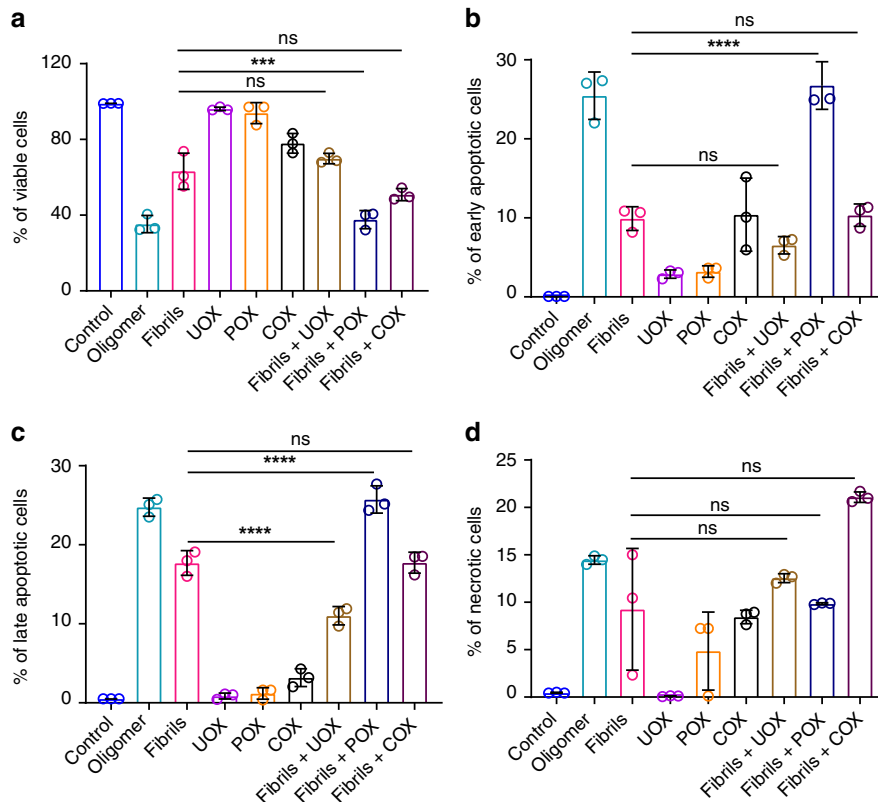 a
ns
***
ns
120
80
40
0
% of viable cells
Control
Oligomer
Fibrils
UOX
POX
COX
Fibrils + UOX
Fibrils + POX
Fibrils + COX
b
ns
****
ns
30
20
10
0
% of early apoptotic cells
Control
Oligomer
Fibrils
UOX
POX
COX
Fibrils + UOX
Fibrils + POX
Fibrils + COX
c
ns
****
****
30
20
10
0
% of late apoptotic cells
Control
Oligomer
Fibrils
UOX
POX
COX
Fibrils + UOX
Fibrils + POX
Fibrils + COX
d
ns
ns
ns
25
20
15
10
5
0
% of necrotic cells
Control
Oligomer
Fibrils
UOX
POX
COX
Fibrils + UOX
Fibrils + POX
Fibrils + COX